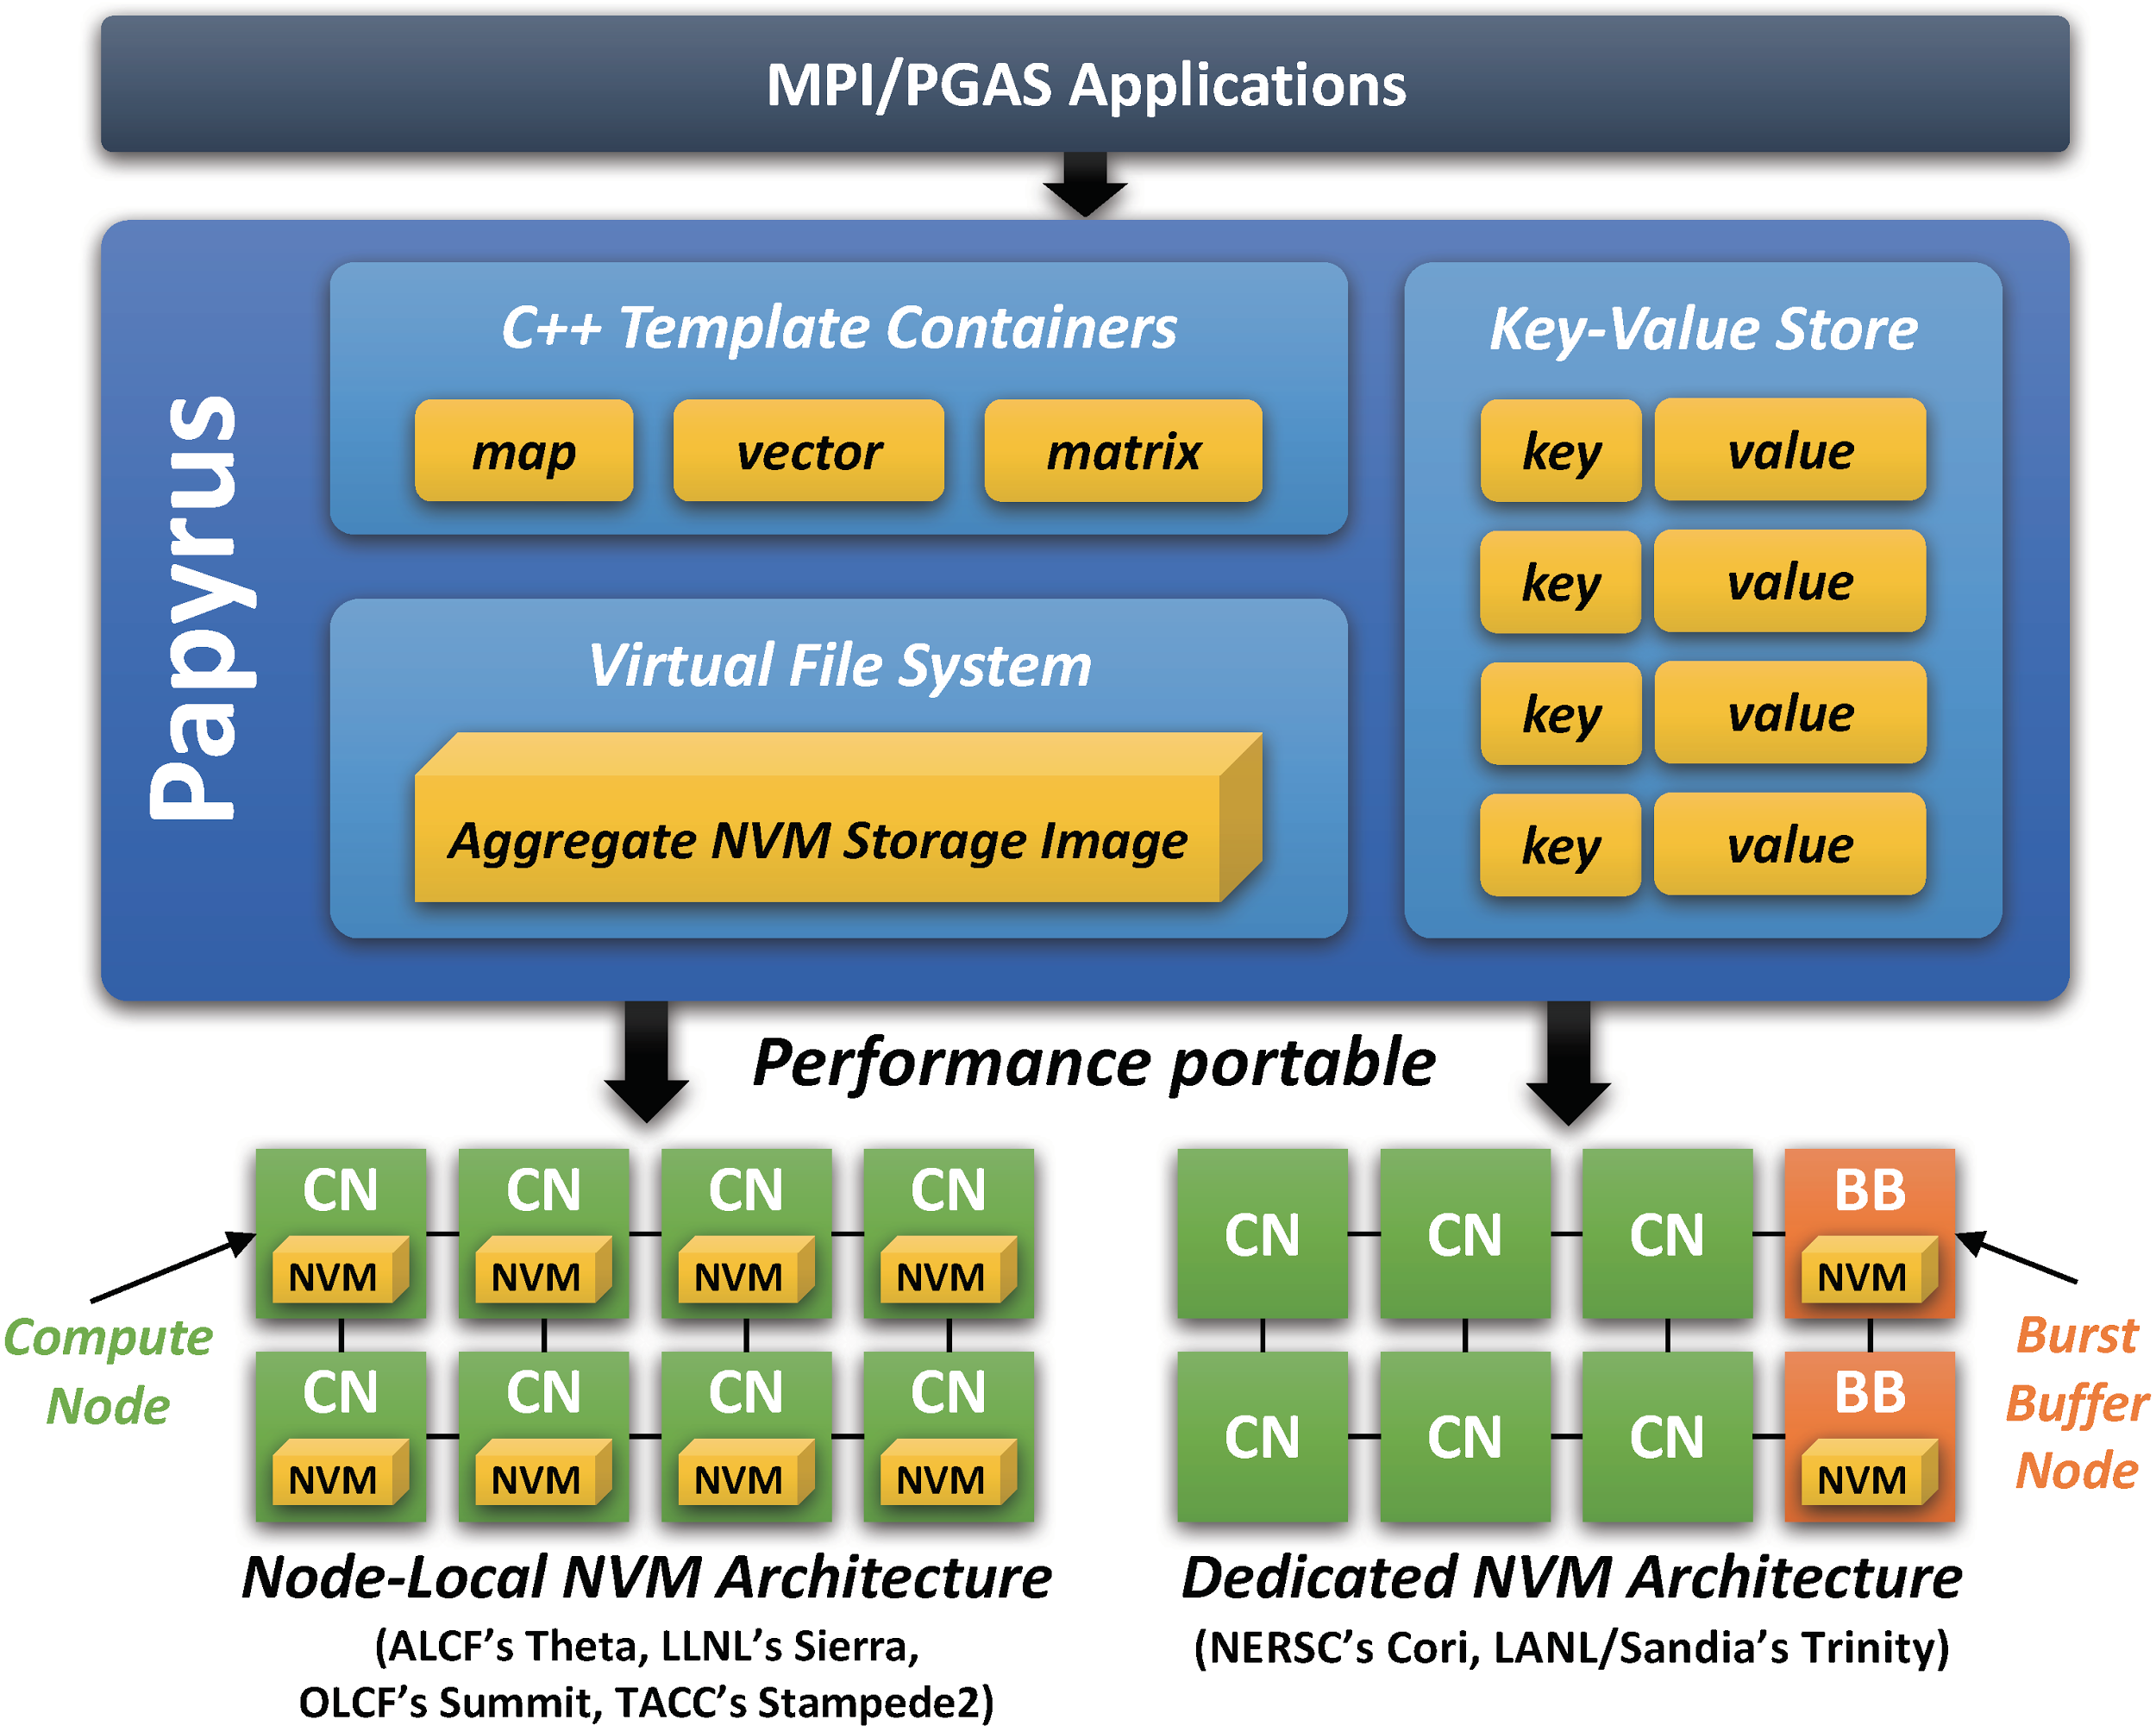 MPI/PGAS Applications
Papyrus
C++ Template Containers
map vector matrix
Virtual File System
Aggregate NVM Storage Image
Key-Value Store
key value
key value
key value
key value
Performance portable
CN CN CN CN
NVM NVM NVM NVM
CN CN CN CN
NVM NVM NVM NVM
Compute
Node
Node-Local NVM Architecture
(ALCF’s Theta, LLNL’s Sierra,
OLCF’s Summit, TACC’s Stampede2)
CN CN CN BB
NVM
CN CN CN BB
NVM
Burst
Buffer
Node
Dedicated NVM Architecture
(NERSC’s Cori, LANL/Sandia’s Trinity)